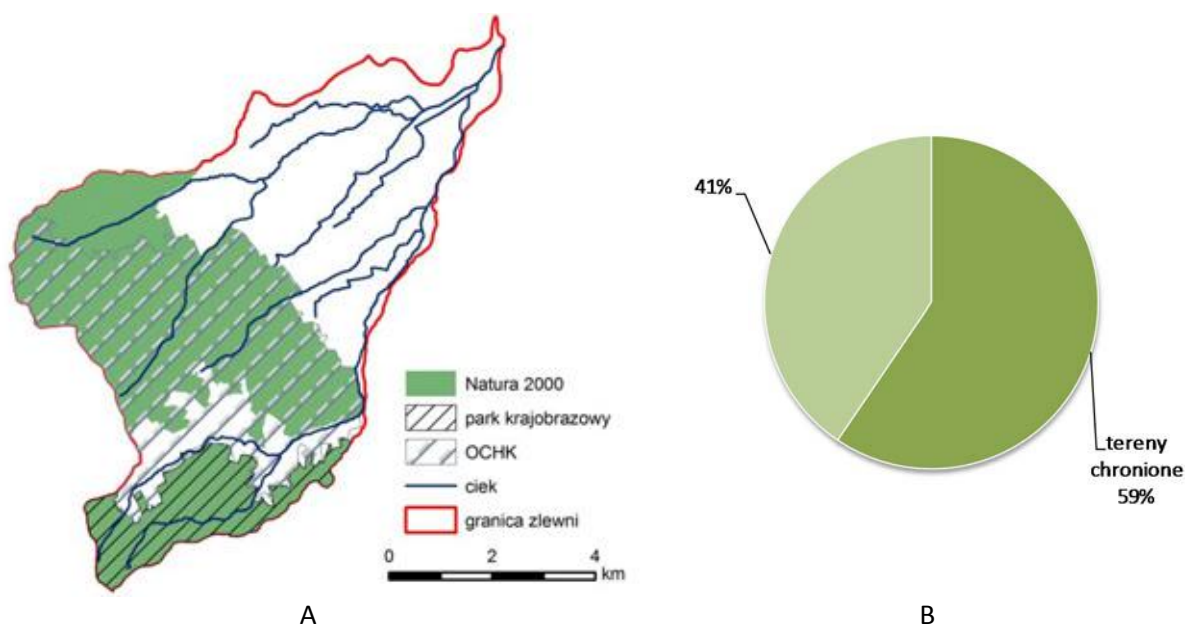 Natura 2000
park krajobrazowy
OCHK
ciek
granica zlewni
0 2 4
km
A
41%
tereny
chronione
59%
B